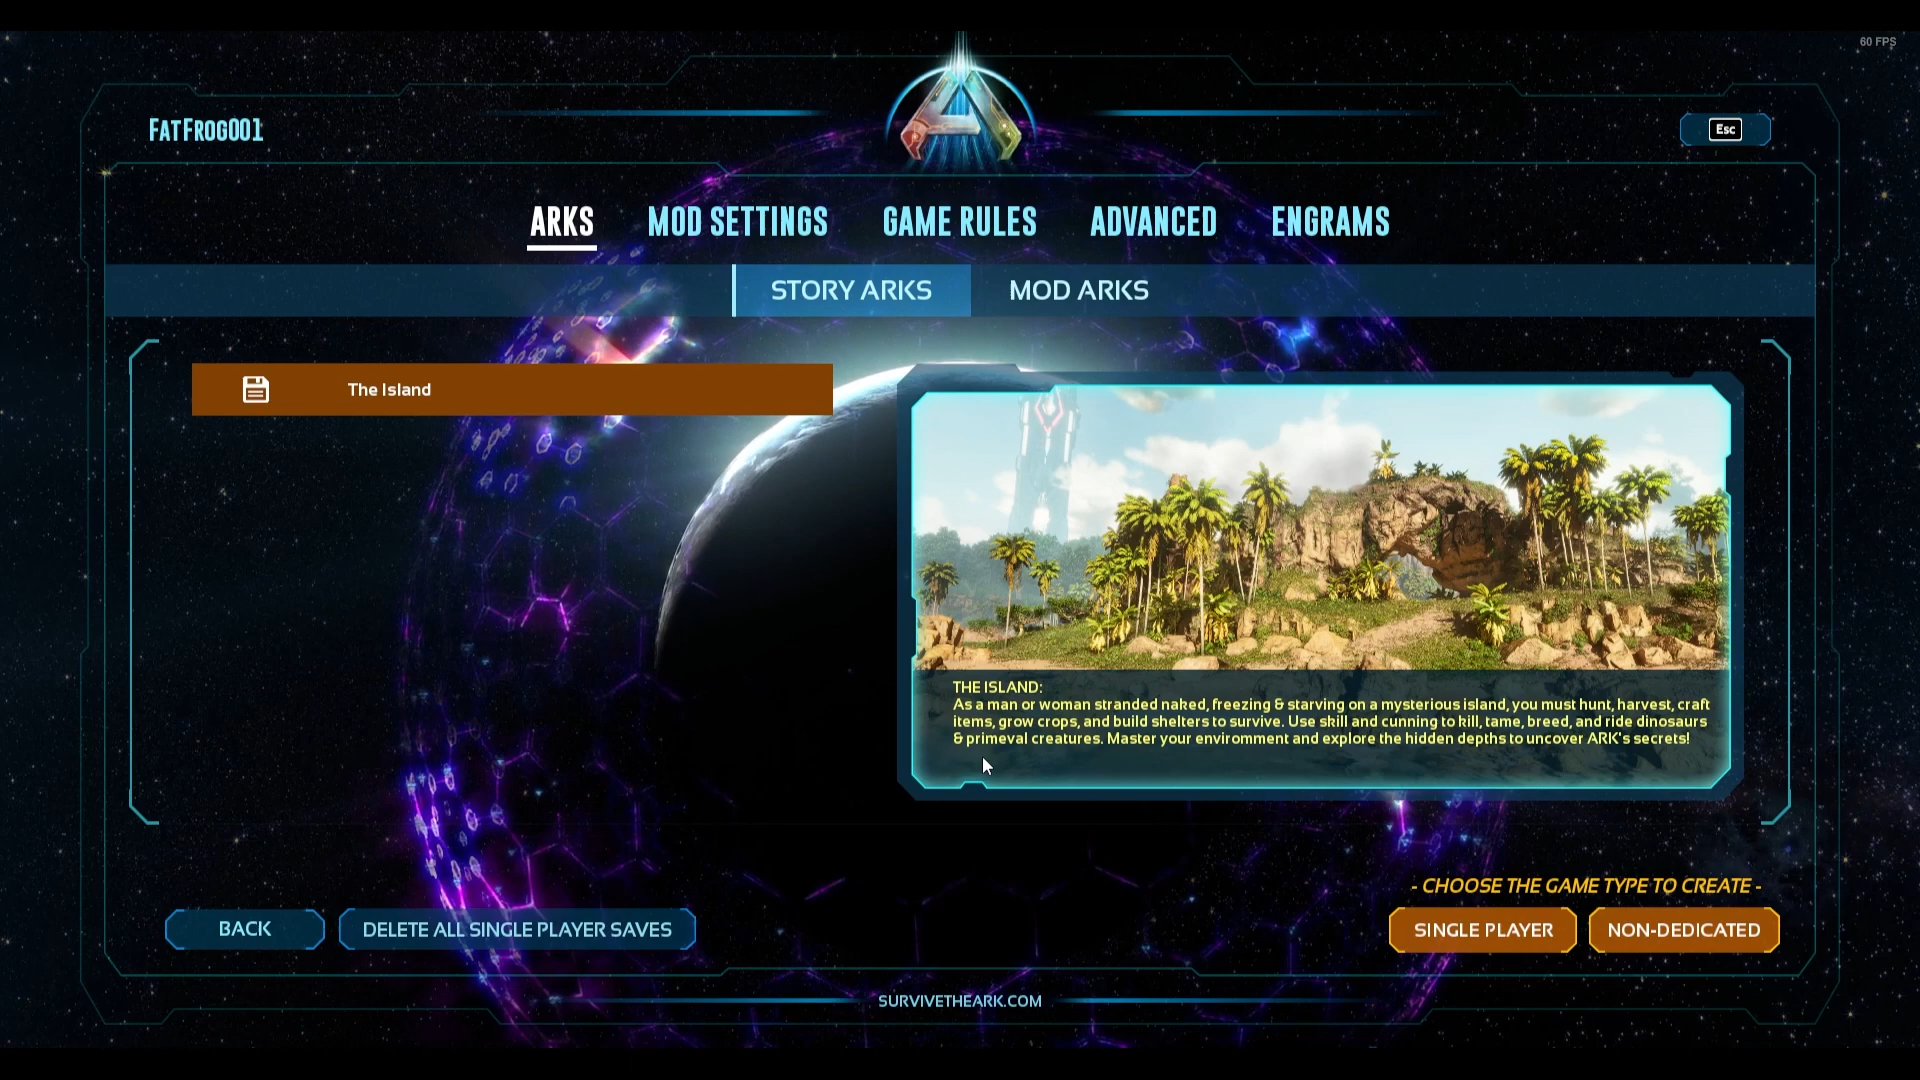 60 FPS
FATFROG001
Esc
ARKS MOD SETTINGS GAME RULES ADVANCED ENGRAMS
STORY ARKS MOD ARKS
The Island
THE ISLAND:
As a man or woman stranded naked, freezing & starving on a mysterious island, you must hunt, harvest, craft
items, grow crops, and build shelters to survive. Use skill and cunning to kill, tame, breed, and ride dinosaurs
& primeval creatures. Master your enviromment and explore the hidden depths to uncover ARK's secrets!
- CHOOSE THE GAME TYPE TO CREATE -
BACK DELETE ALL SINGLE PLAYER SAVES SINGLE PLAYER NON-DEDICATED
SURVIVETHEARK.COM